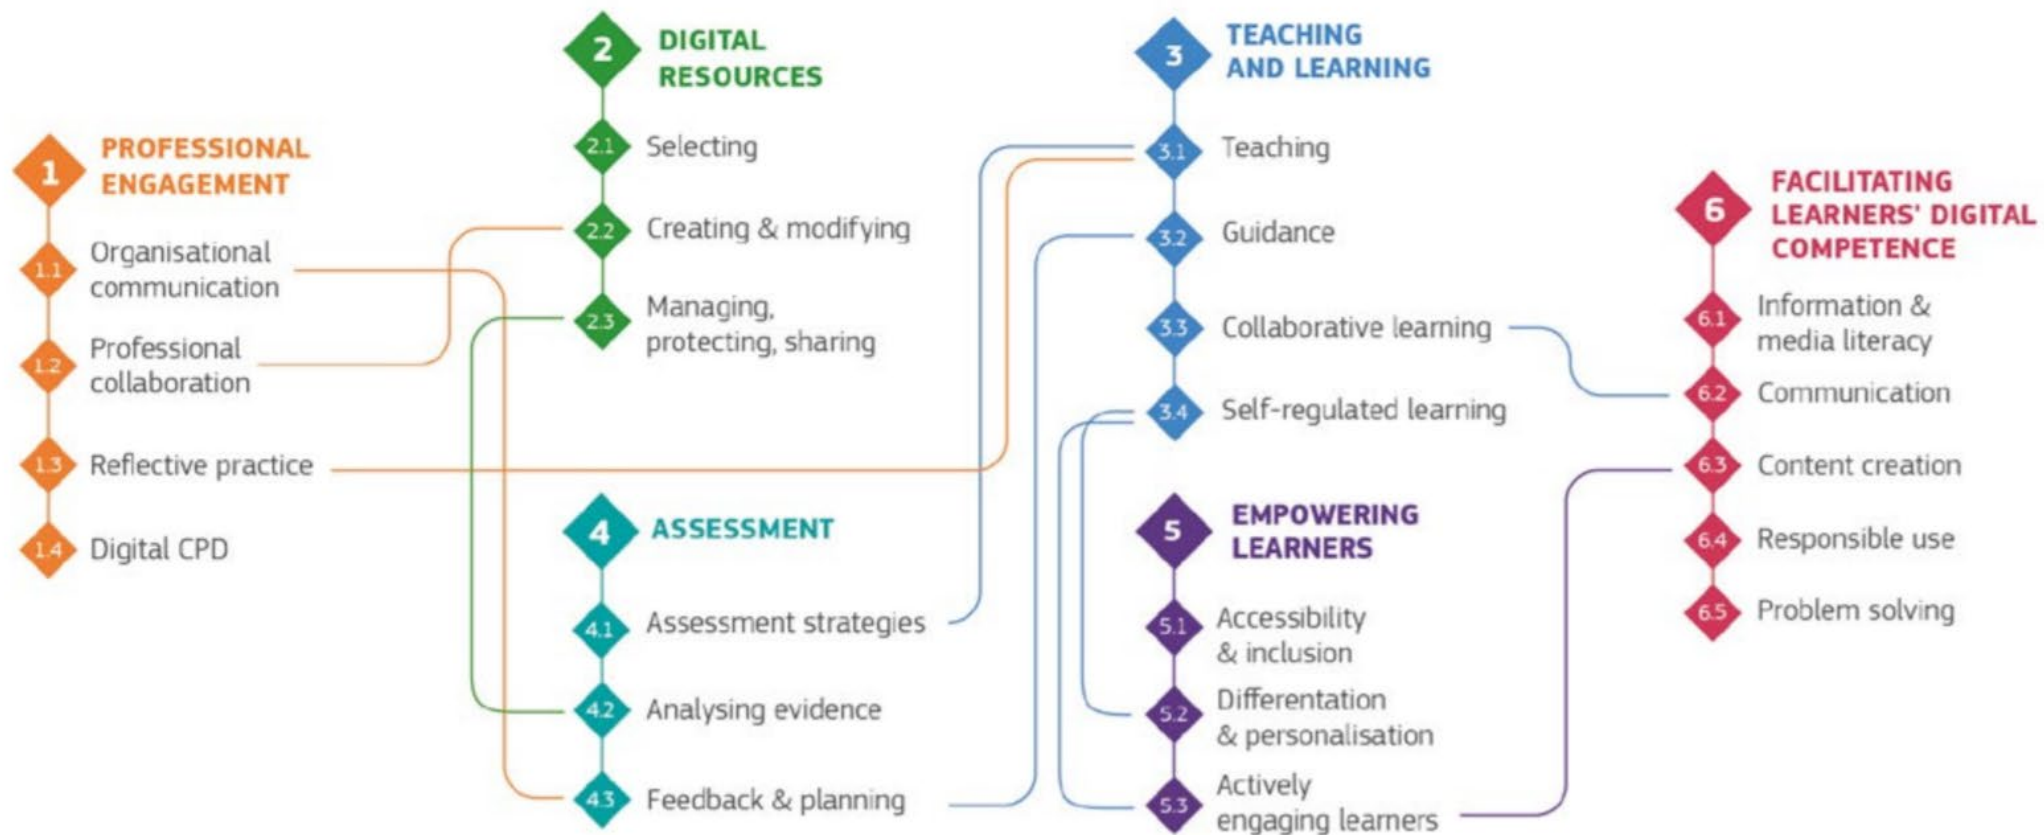 1
PROFESSIONAL
ENGAGEMENT
1.1
Organisational
communication
1.2
Professional
collaboration
1.3
Reflective practice
1.4
Digital CPD
2
DIGITAL
RESOURCES
2.1
Selecting
2.2
Creating & modifying
2.3
Managing,
protecting, sharing
3
TEACHING
AND LEARNING
3.1
Teaching
3.2
Guidance
3.3
Collaborative learning
3.4
Self-regulated learning
4
ASSESSMENT
4.1
Assessment strategies
4.2
Analysing evidence
4.3
Feedback & planning
5
EMPOWERING
LEARNERS
5.1
Accessibility
& inclusion
5.2
Differentation
& personalisation
5.3
Actively
engaging learners
6
FACILITATING
LEARNERS' DIGITAL
COMPETENCE
6.1
Information &
media literacy
6.2
Communication
6.3
Content creation
6.4
Responsible use
6.5
Problem solving